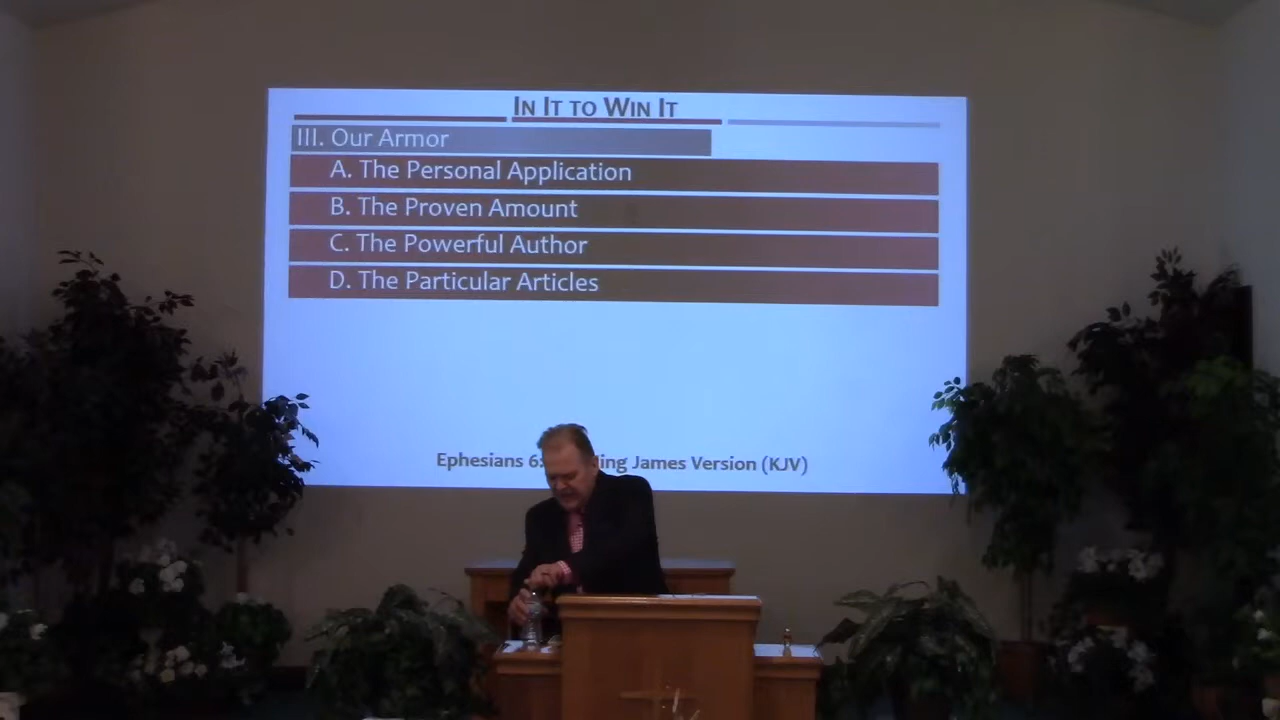 In It to Win It
III. Our Armor
A. The Personal Application
B. The Proven Amount
C. The Powerful Author
D. The Particular Articles
Ephesians 6: James Version (KJV)